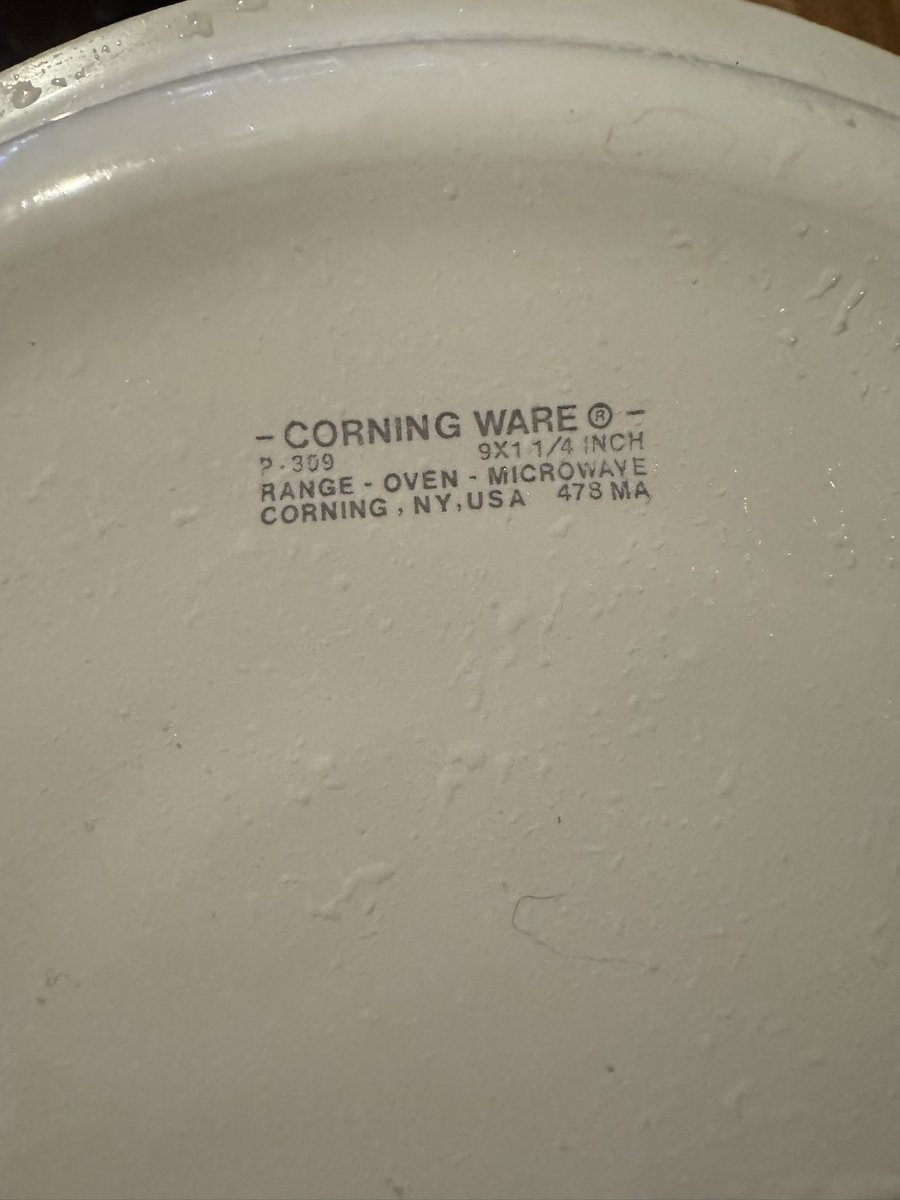 - CORNING WARE ® -
P-309 9X1 1/4 INCH
RANGE - OVEN - MICROWAVE
CORNING, NY, USA 478 MA